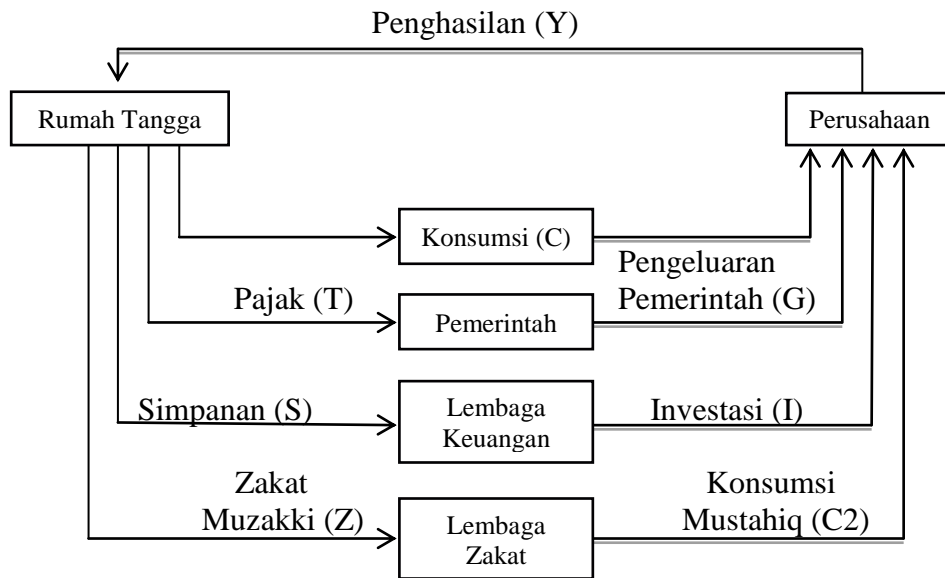 Penghasilan (Y)
Rumah Tangga
Perusahaan
Konsumsi (C)
Pengeluaran
Pemerintah (G)
Pajak (T)
Pemerintah
Simpanan (S)
Lembaga
Keuangan
Investasi (I)
Zakat
Muzakki (Z)
Lembaga
Zakat
Konsumsi
Mustahiq (C2)